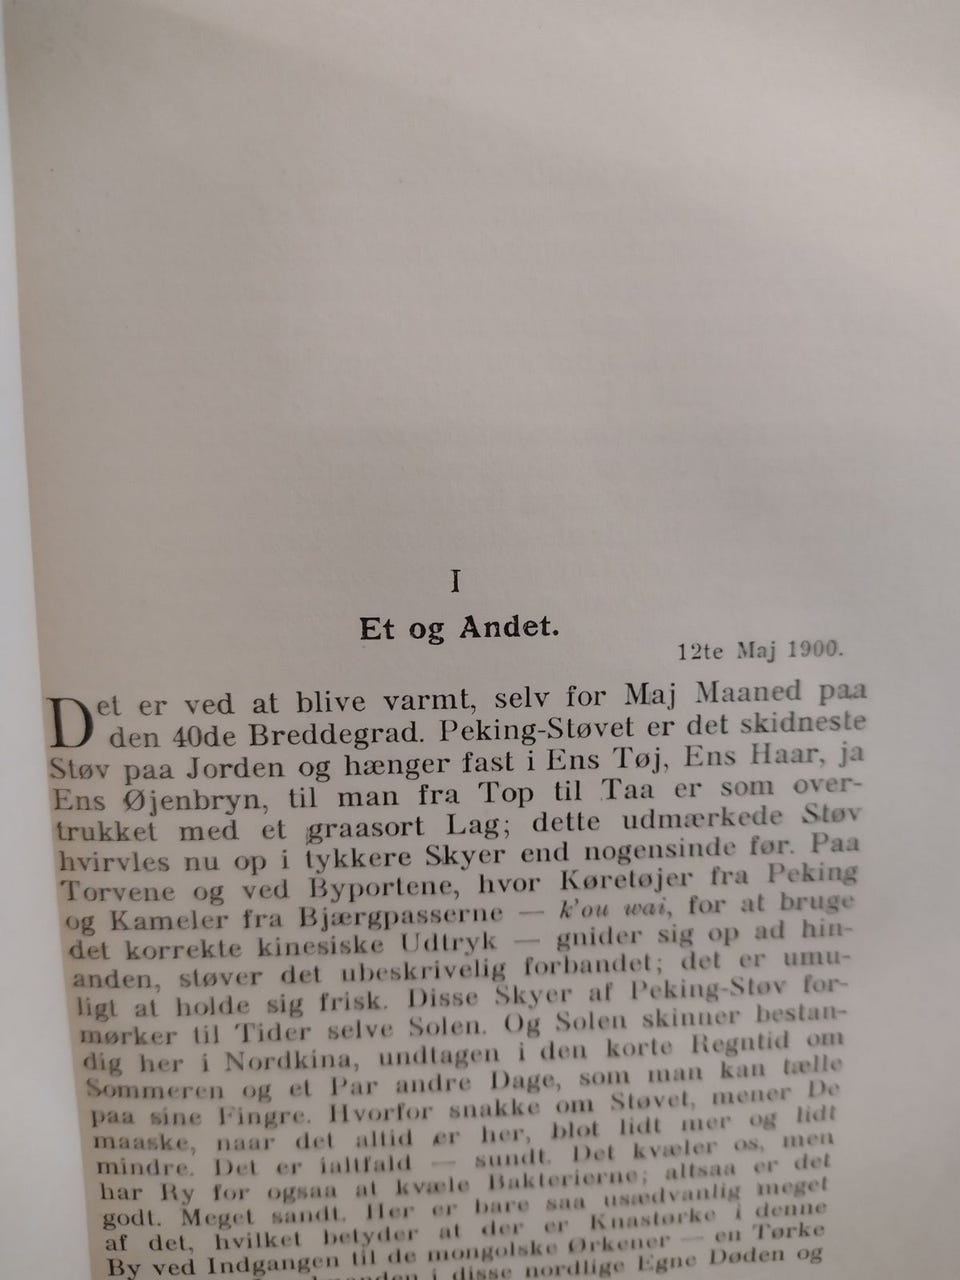 I
Et og Andet.
12te Maj 1900.
Det er ved at blive varmt, selv for Maj Maaned paa
den 40de Breddegrad. Peking-Støvet er det skidneste
Støv paa Jorden og hænger fast i Ens Tøj, Ens Haar, ja
Ens Øjenbryn, til man fra Top til Taa er som over-
trukket med et graasort Lag; dette udmærkede Støv
hvirvles nu op i tykkere Skyer end nogensinde før. Paa
Torvene og ved Byportene, hvor Køretøjer fra Peking
og Kameler fra Bjærgpasserne — k'ou wai, for at bruge
det korrekte kinesiske Udtryk — gnider sig op ad hin-
anden, støver det ubeskrivelig forbandet; det er umu-
ligt at holde sig frisk. Disse Skyer af Peking-Støv for-
mørker til Tider selve Solen. Og Solen skinner bestan-
dig her i Nordkina, undtagen i den korte Regntid om
Sommeren og et Par andre Dage, som man kan tælle
paa sine Fingre. Hvorfor snakke om Støvet, mener De
maaske, naar det altid er her, blot lidt mer og lidt
mindre. Det er ialtfald — sundt. Det kvæler os, men
har Ry for ogsaa at kvæle Bakterierne; altsaa er det
godt. Meget sandt. Her er bare saa usædvanlig meget
af det, hvilket betyder at der er Knastørke i denne
By ved Indgangen til de mongolske Ørkener — en Tørke
i disse nordlige Egne Døden og